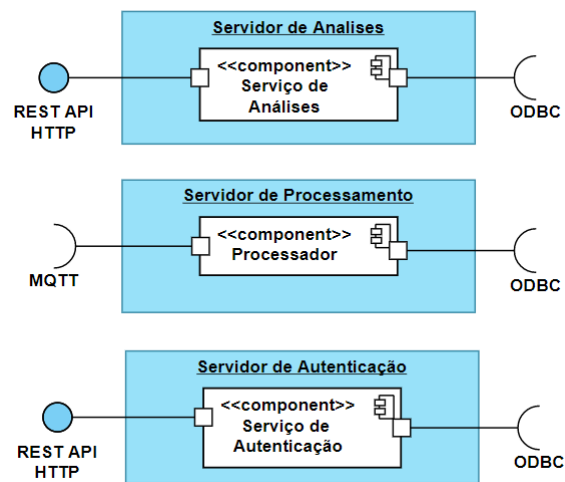 Servidor de Analises
<<component>>
Serviço de
Análises
REST API
HTTP
ODBC
Servidor de Processamento
<<component>>
Processador
MQTT
ODBC
Servidor de Autenticação
<<component>>
Serviço de
Autenticação
REST API
HTTP
ODBC